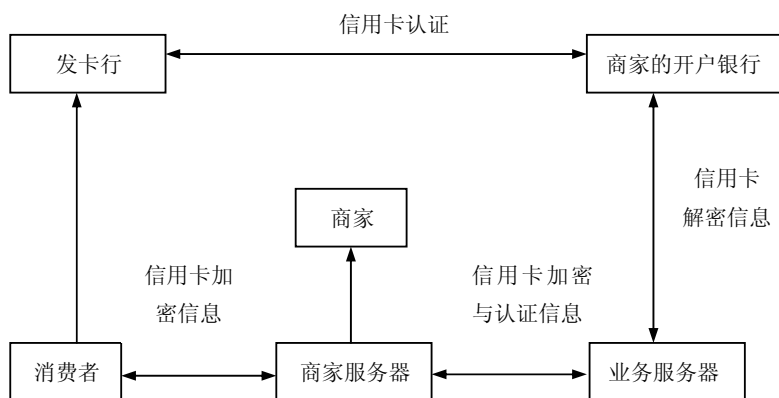 信用卡认证
发卡行
商家的开户银行
信用卡
解密信息
商家
信用卡加
密信息
信用卡加密
与认证信息
消费者
商家服务器
业务服务器